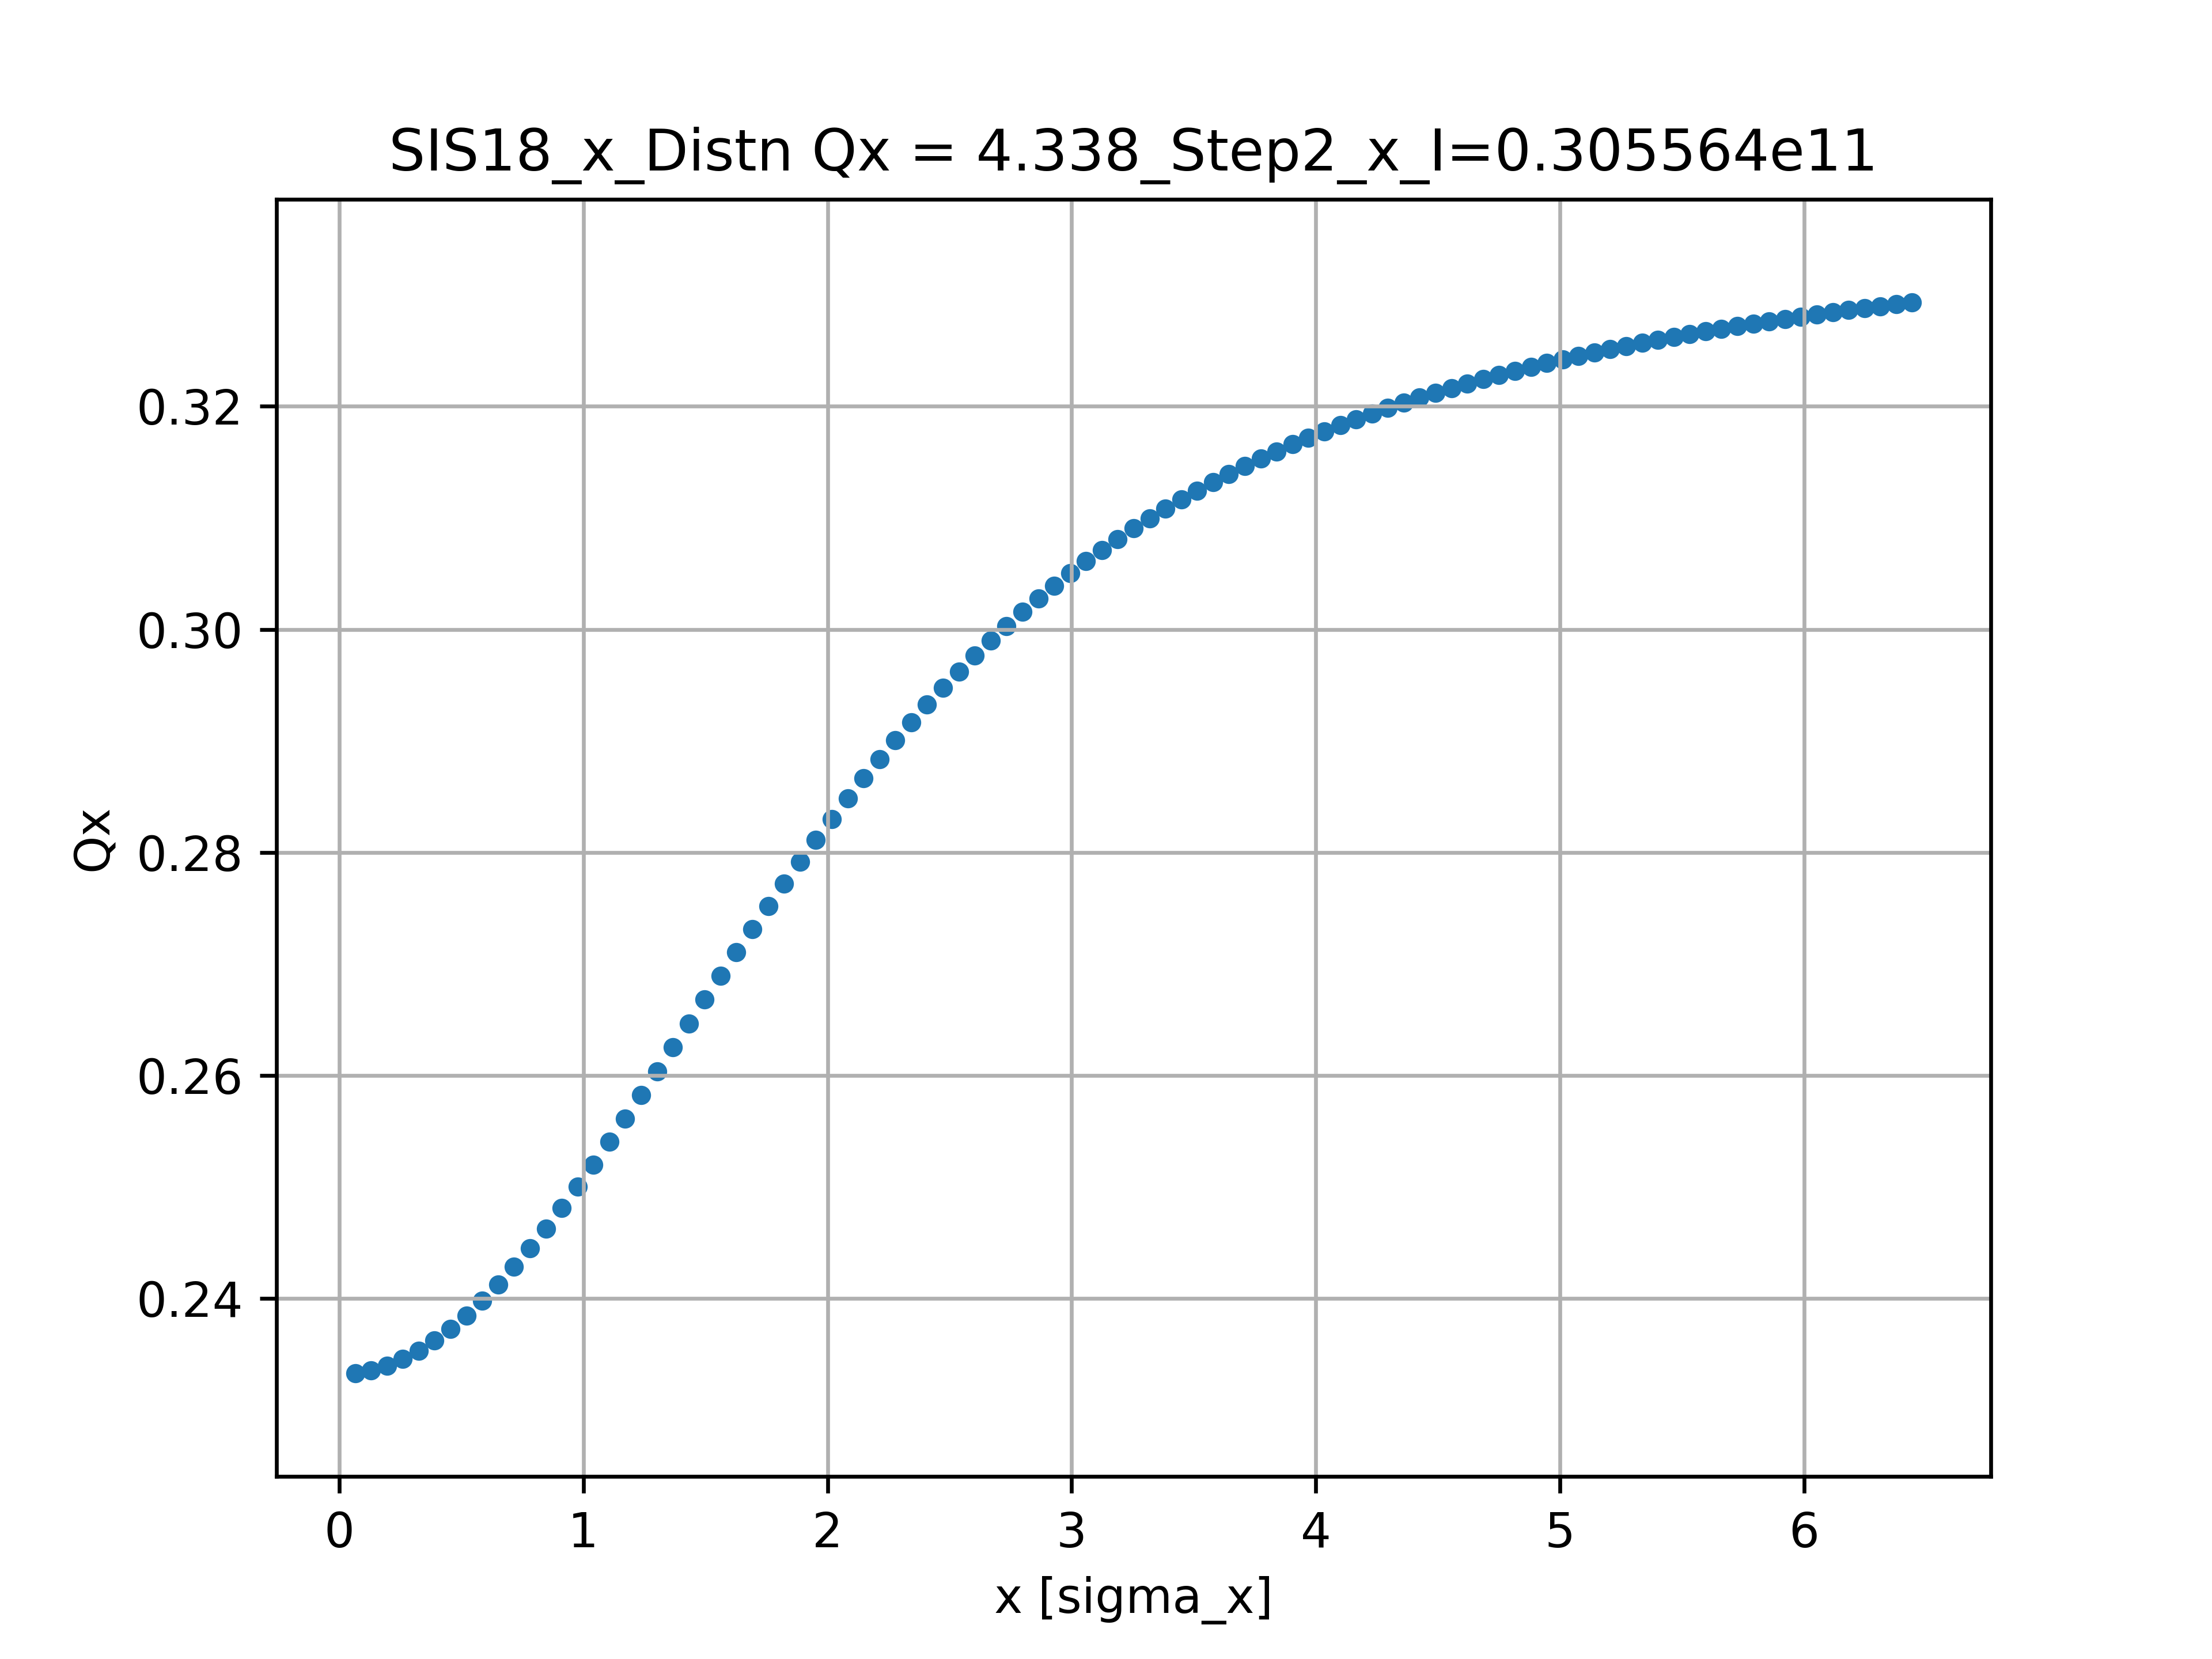 SIS18_x_Distn Qx = 4.338_Step2_x_I=0.305564e11
0.32
0.30
0.28
0.26
0.24
Qx
0 1 2 3 4 5 6
x [sigma_x]